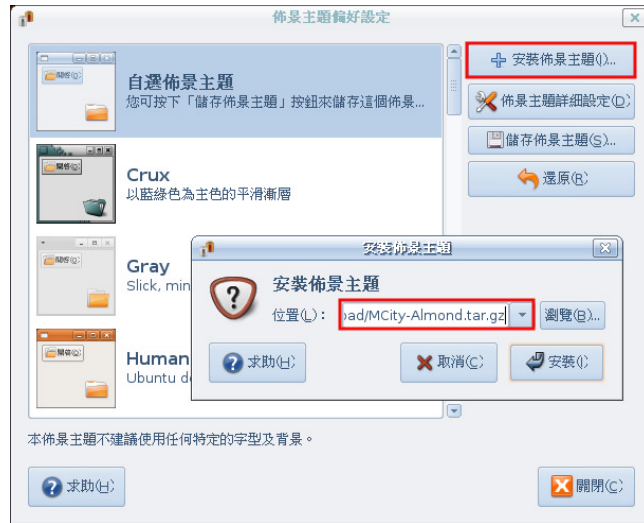 佈景主題偏好設定
安裝佈景主題(I)...
自選佈景主題
您可按下「儲存佈景主題」按鈕來儲存這個佈景...
佈景主題詳細設定(D)
儲存佈景主題(S)...
Crux
以藍綠色為主色的平滑漸層
還原(R)
安裝佈景主題
Gray
Slick, min
安裝佈景主題
位置(L)：
oad/MCity-Almond.tar.gz
瀏覽(B)...
Human
Ubuntu de
求助(H)
取消(C)
安裝(I)
本佈景主題不建議使用任何特定的字型及背景。
求助(H)
關閉(C)